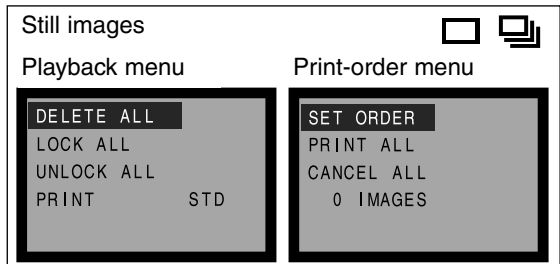 Still images
Playback menu
DELETE ALL
LOCK ALL
UNLOCK ALL
PRINT STD
Print-order menu
SET ORDER
PRINT ALL
CANCEL ALL
0 IMAGES